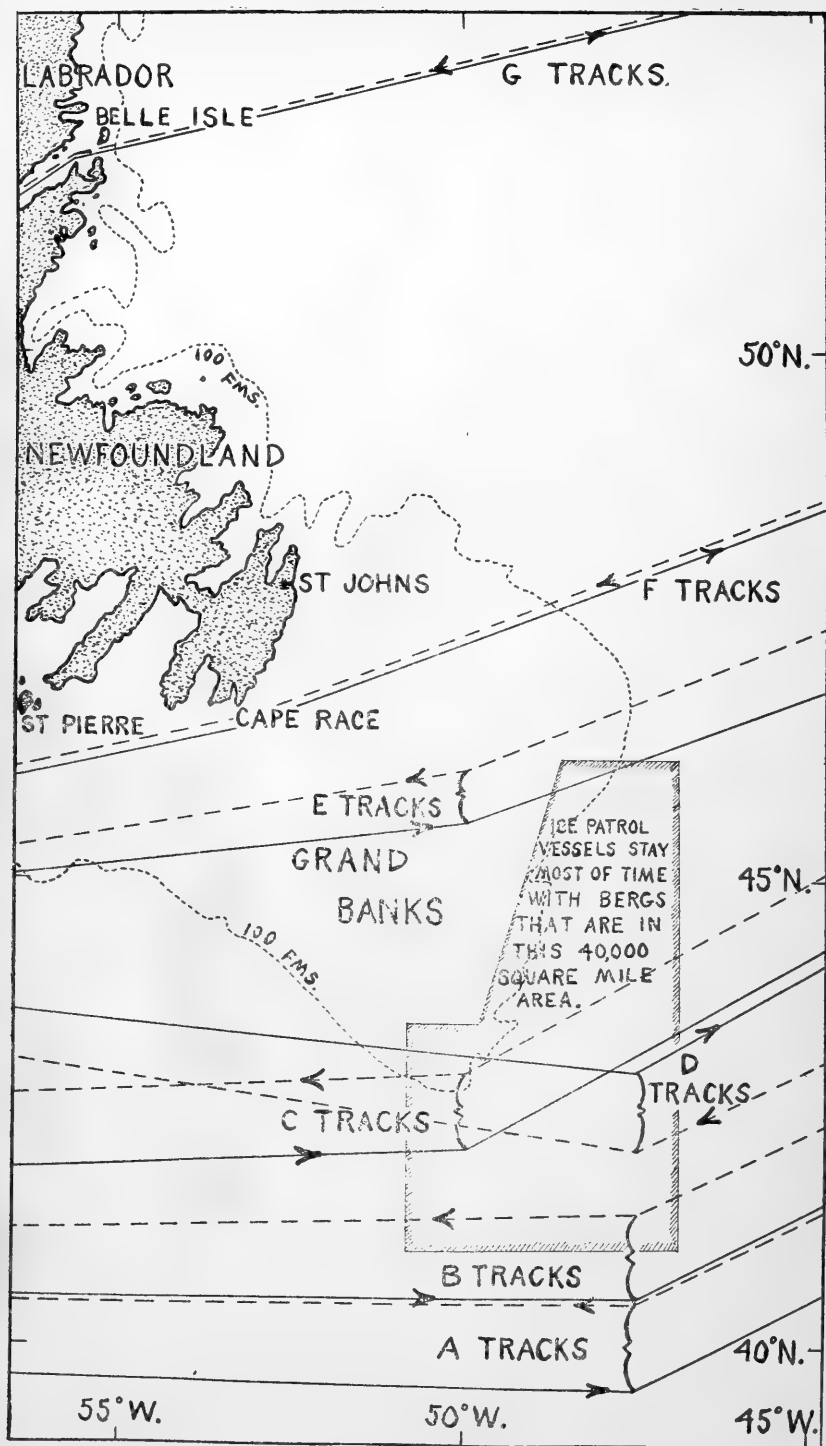 LABRADOR
BELLE ISLE
G TRACKS.
50°N.
100
FMS.
NEWFOUNDLAND
ST JOHNS
F TRACKS
ST PIERRE
CAPE RACE
E TRACKS
GRAND
BANKS
ICE PATROL
VESSELS STAY
MOST OF TIME
WITH BERGS
THAT ARE IN
THIS 40,000
SQUARE MILE
AREA.
45°N.
100 FMS.
D
TRACKS
C TRACKS
B TRACKS
A TRACKS
40°N.
55°W.
50°W.
45°W.